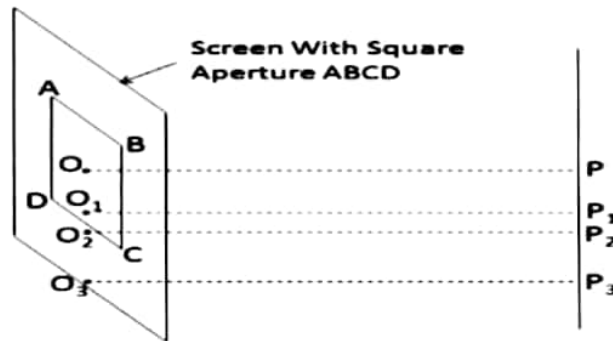 Screen With Square
Aperture ABCD
A
B
O
P
D
O₁
P₁
O₂
P₂
C
O₃
P₃